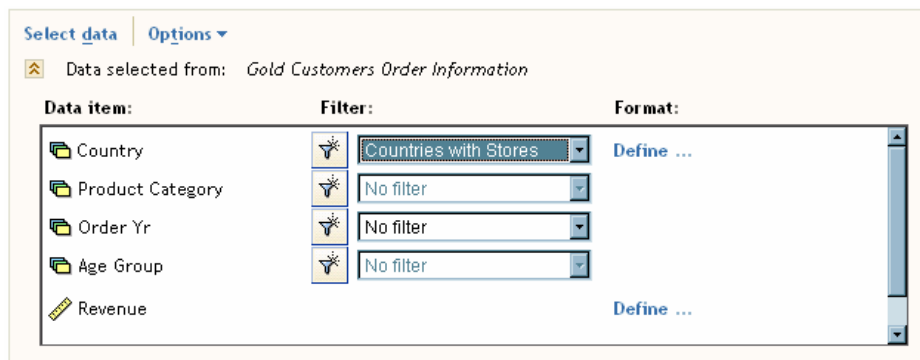 Select data Options
Data selected from: Gold Customers Order Information
Data item: Filter: Format:
Country Countries with Stores Define ...
Product Category No filter
Order Yr No filter
Age Group No filter
Revenue Define ...